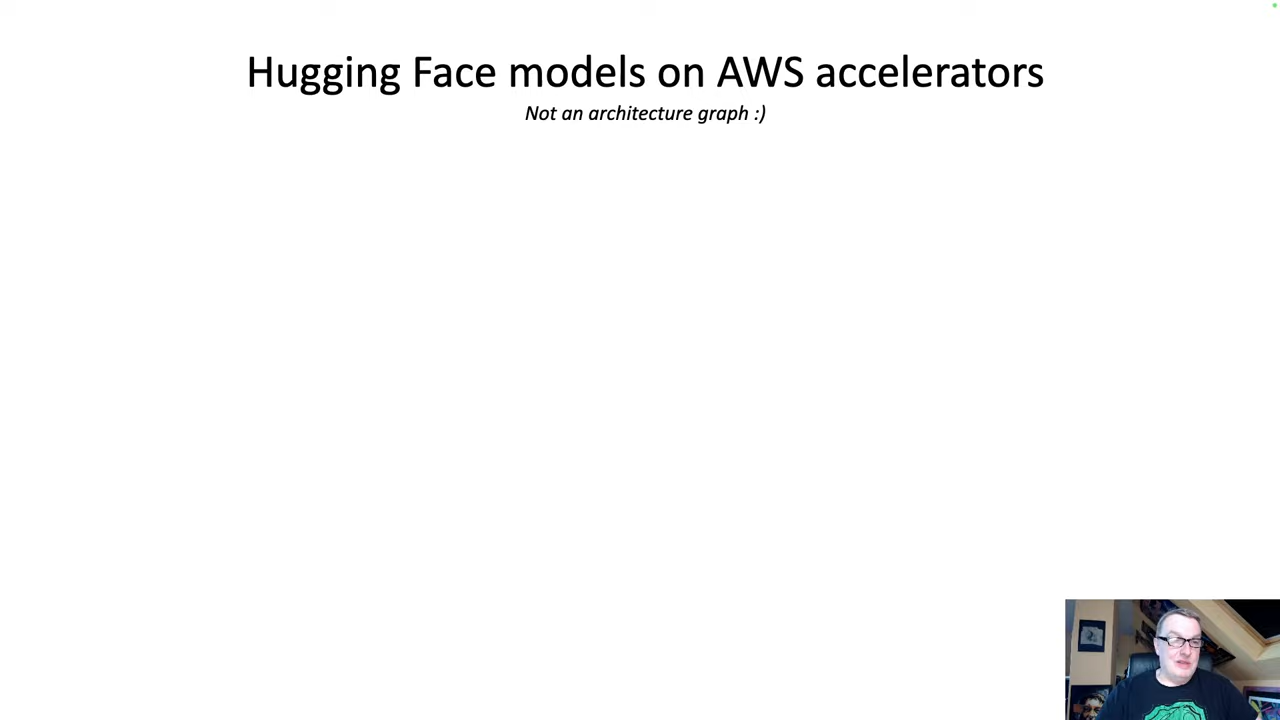 Hugging Face models on AWS accelerators
Not an architecture graph :)